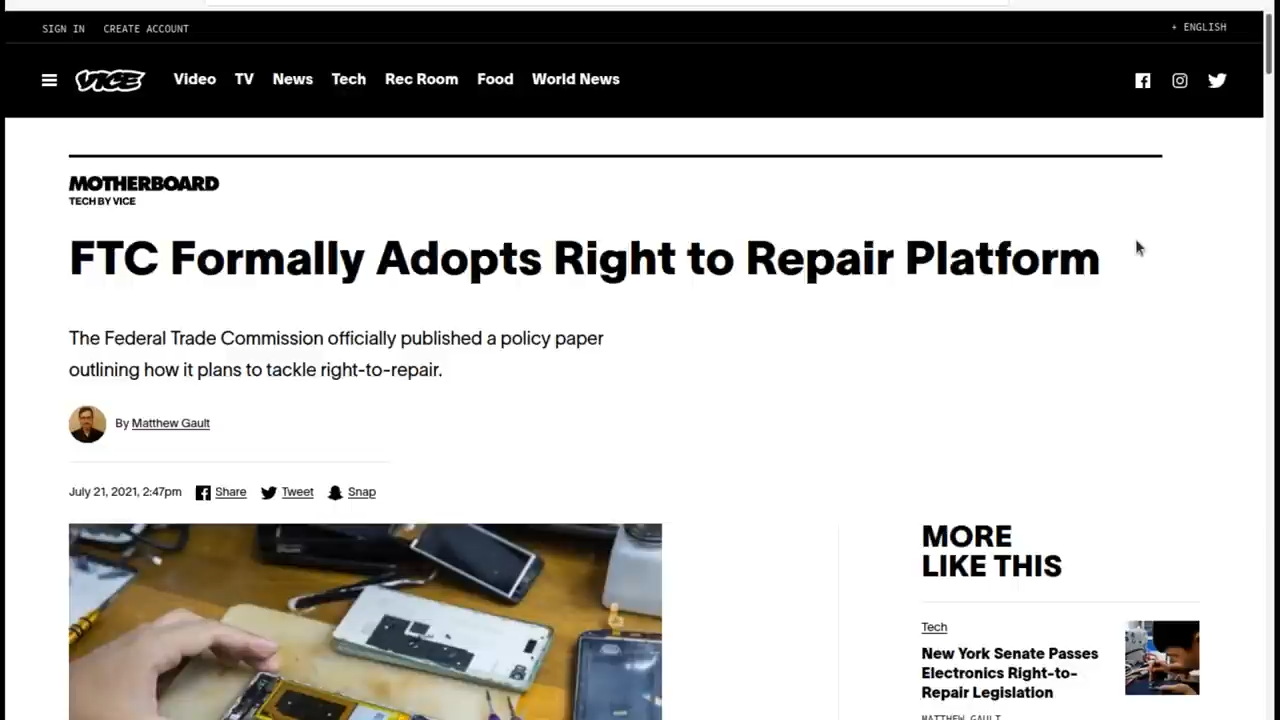 SIGN IN CREATE ACCOUNT
+ ENGLISH
VICE Video TV News Tech Rec Room Food World News
MOTHERBOARD
TECH BY VICE
FTC Formally Adopts Right to Repair Platform
The Federal Trade Commission officially published a policy paper
outlining how it plans to tackle right-to-repair.
By Matthew Gault
July 21, 2021, 2:47pm Share Tweet Snap
MORE
LIKE THIS
Tech
New York Senate Passes
Electronics Right-to-
Repair Legislation
MATTHEW GAULT